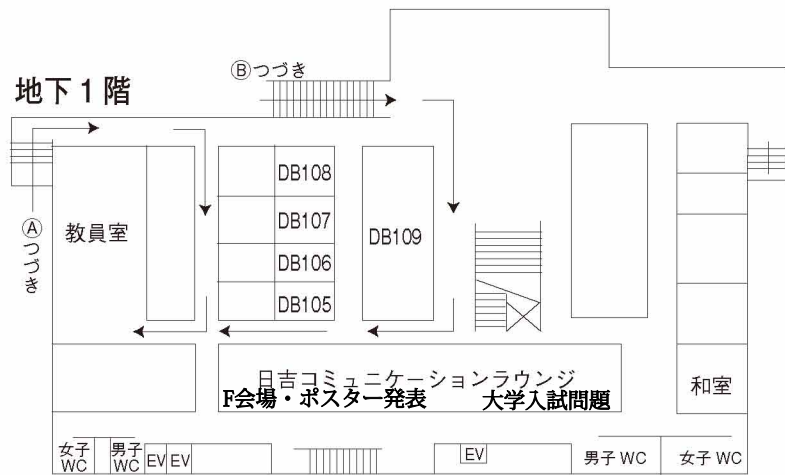 Ⓑつづき
地下1階
DB108
DB107
DB106
DB105
DB109
Ⓐつづき
教員室
日吉コミュニケーションラウンジ
F会場・ポスター発表 大学入試問題
和室
女子
WC
男子
WC
EV
EV
EV
男子 WC
女子 WC